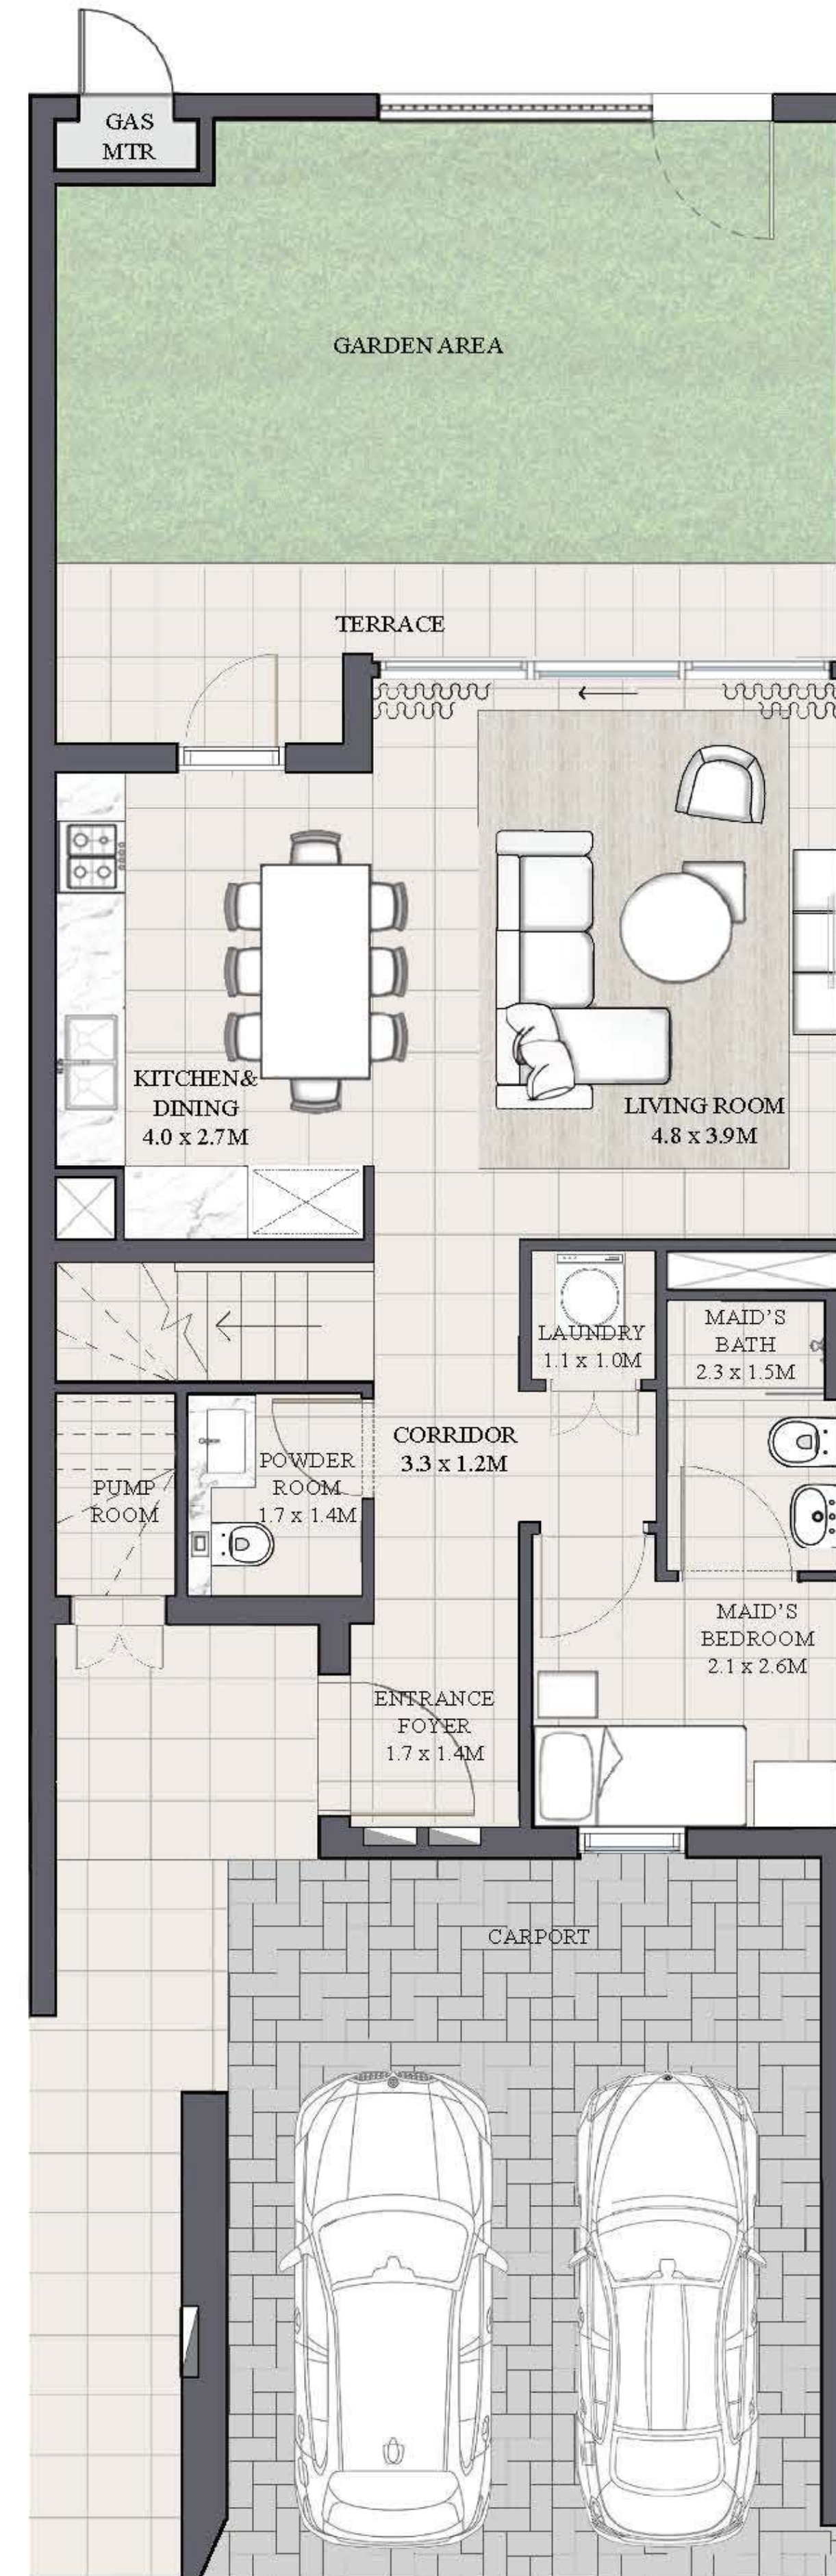 GAS
MTR
GARDEN AREA
TERRACE
KITCHEN&
DINING
4.0 x 2.7M
LIVING ROOM
4.8 x 3.9M
LAUNDRY
1.1 x 1.0M
MAID'S
BATH
2.3 x 1.5M
CORRIDOR
3.3 x 1.2M
POWDER
ROOM
1.7 x 1.4M
PUMP
ROOM
MAID'S
BEDROOM
2.1 x 2.6M
ENTRANCE
FOYER
1.7 x 1.4M
CARPORT